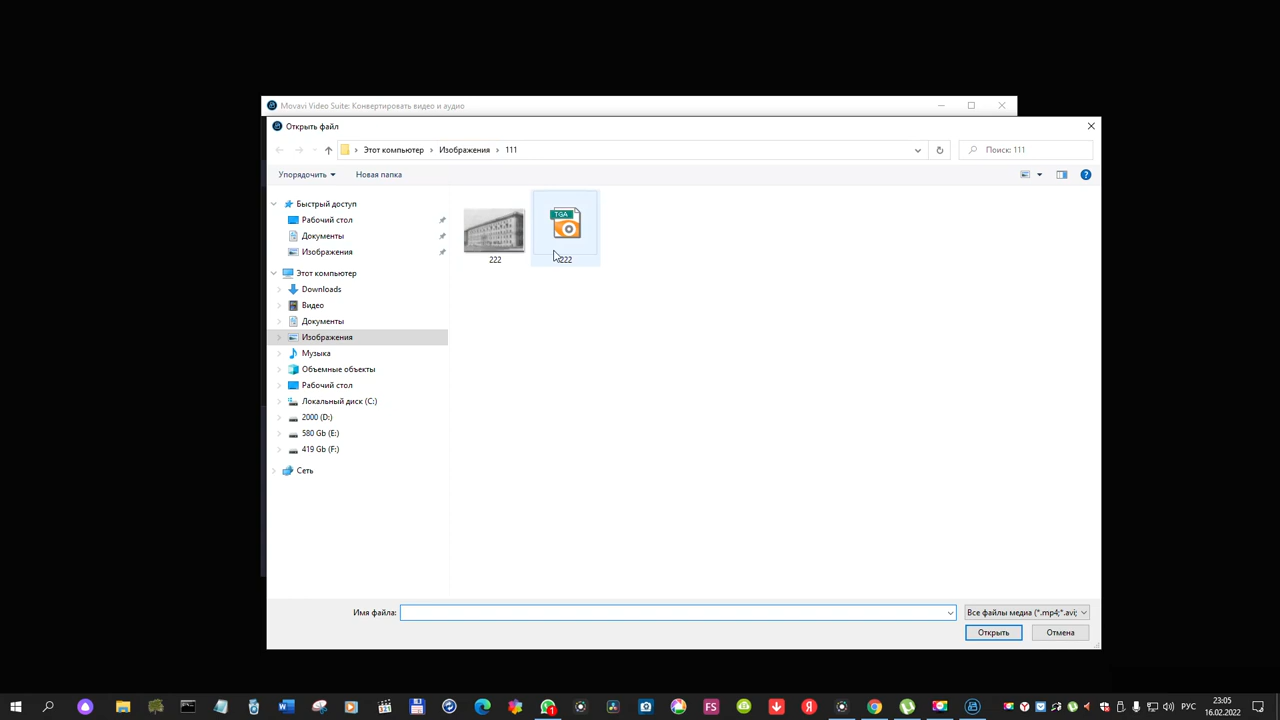 Movavi Video Suite: Конвертировать видео и аудио
Открыть файл
Этот компьютер
Изображения
111
Поиск: 111
Упорядочить
Новая папка
Быстрый доступ
Рабочий стол
Документы
Изображения
Этот компьютер
Downloads
Видео
Документы
Изображения
Музыка
Объемные объекты
Рабочий стол
Локальный диск (C:)
2000 (D:)
580 Gb (E:)
419 Gb (F:)
Сеть
TGA
222
222
Имя файла:
Все файлы медиа (*.mp4;*.avi;
Открыть
Отмена
FS
1
РУС
23:05
16.02.2022